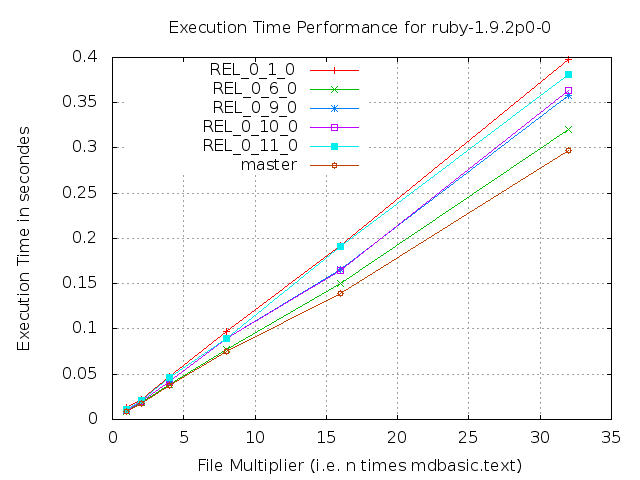 Execution Time Performance for ruby-1.9.2p0-0
Execution Time in secondes
0.4
0.35
0.3
0.25
0.2
0.15
0.1
0.05
0
REL_0_1_0
REL_0_6_0
REL_0_9_0
REL_0_10_0
REL_0_11_0
master
0 5 10 15 20 25 30 35
File Multiplier (i.e. n times mdbasic.text)